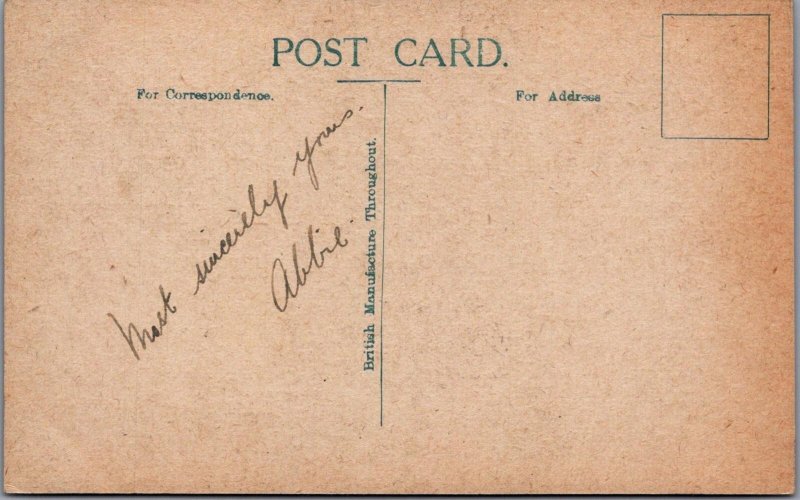 POST CARD.
For Correspondence.
For Address
Most sincerely yours.
Abbie.
British Manufacture Throughout.